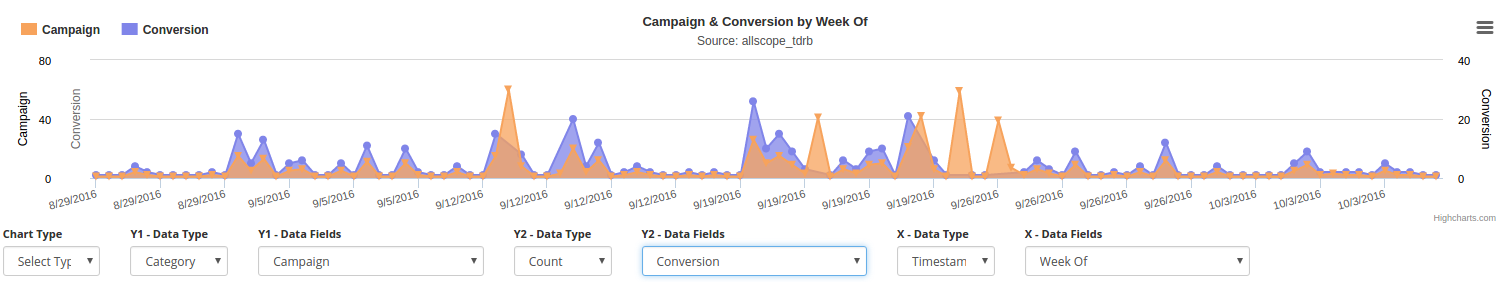 Campaign & Conversion by Week Of
Source: allscope_tdrb
Campaign Conversion
80 40
40 20
0 0
Campaign
Conversion
Conversion
8/29/2016 8/29/2016 8/29/2016 9/5/2016 9/5/2016 9/5/2016 9/12/2016 9/12/2016 9/12/2016 9/12/2016 9/19/2016 9/19/2016 9/19/2016 9/19/2016 9/26/2016 9/26/2016 9/26/2016 9/26/2016 10/3/2016 10/3/2016 10/3/2016
Highcharts.com
Chart Type Y1 - Data Type Y1 - Data Fields Y2 - Data Type Y2 - Data Fields X - Data Type X - Data Fields
Select Typ Category Campaign Count Conversion Timestam Week Of